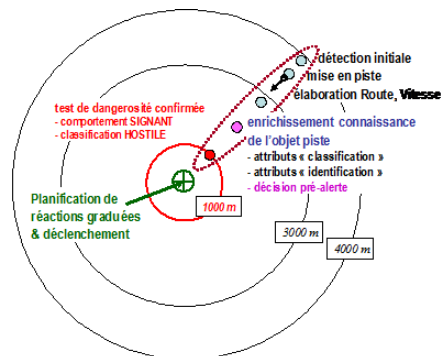 détection initiale
mise en piste
élaboration Route, Vitesse
test de dangerosité confirmée
- comportement SIGNANT
- classification HOSTILE
enrichissement connaissance
de l'objet piste
- attributs « classification »
- attributs « identification »
- décision pré-alerte
Planification de
réactions graduées
& déclenchement
1000 m
3000 m
4000 m